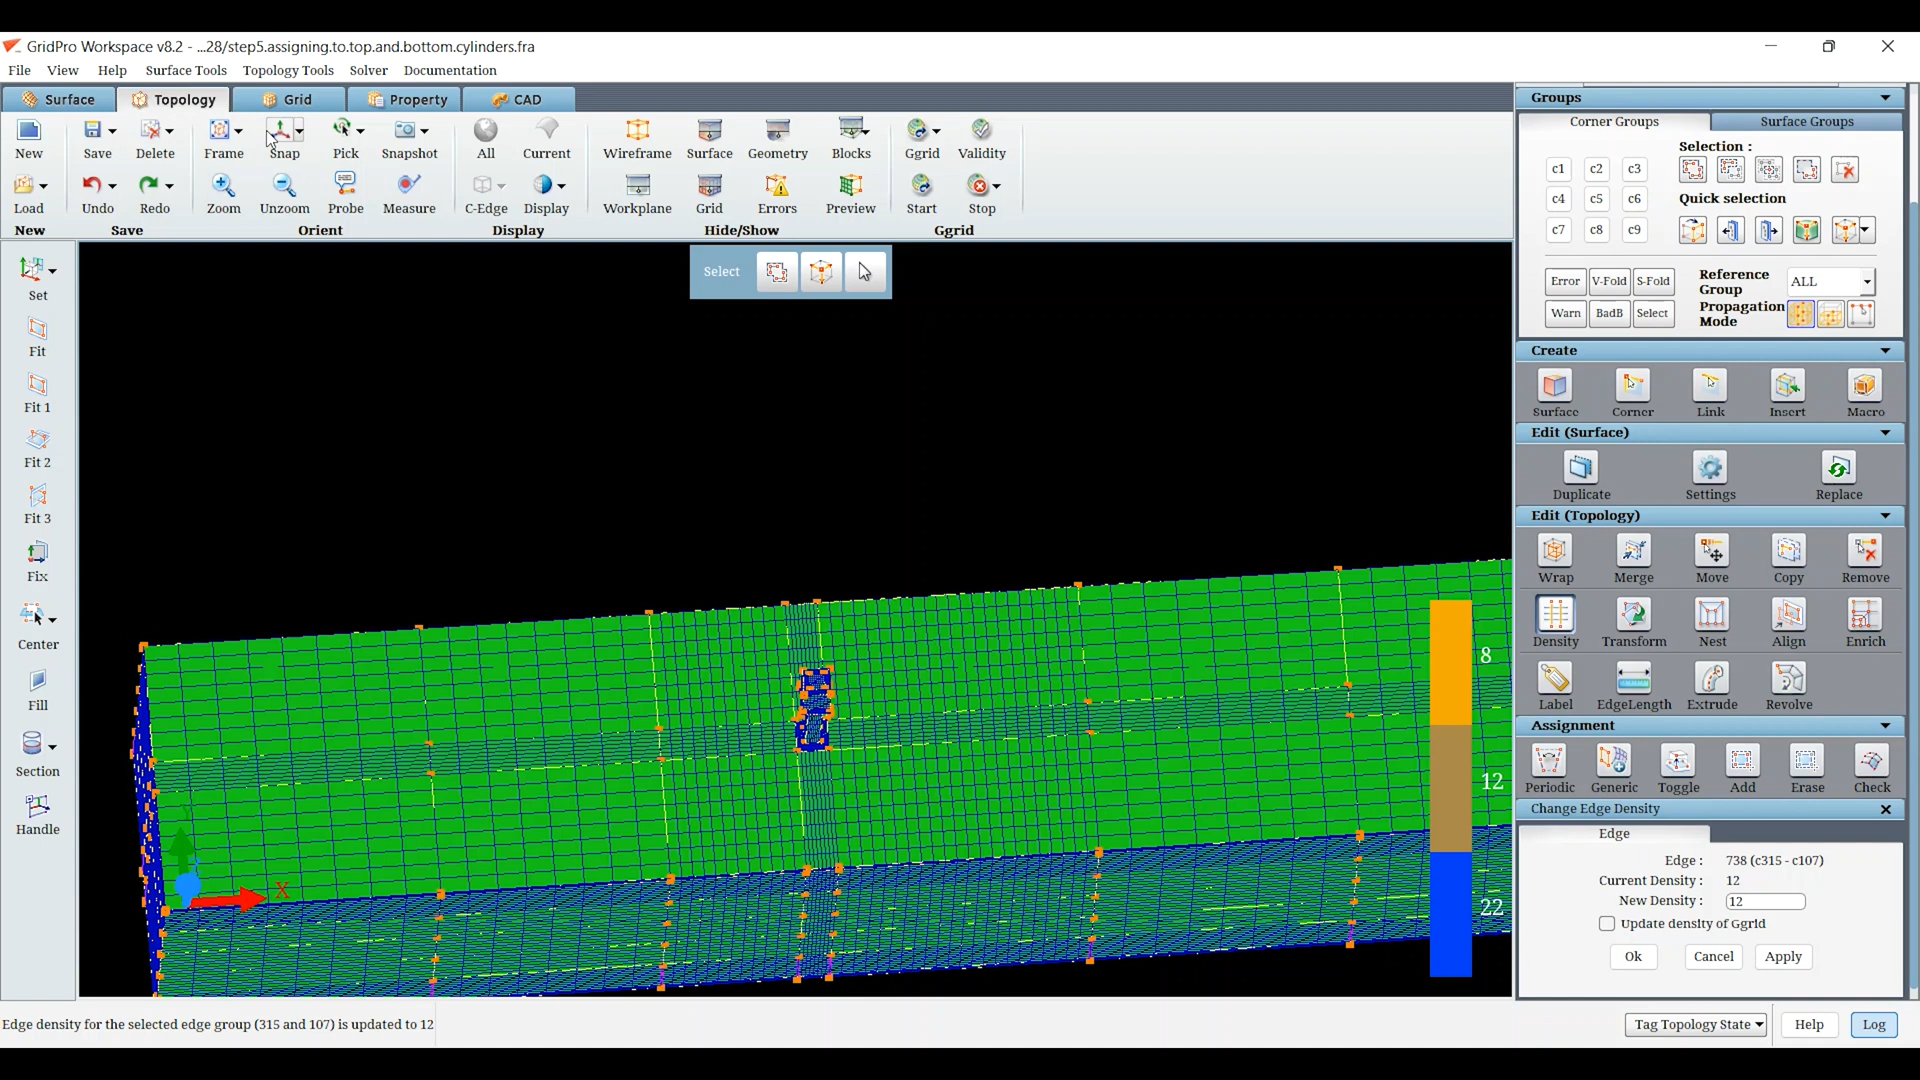 GridPro Workspace v8.2 - ...28/step5.assigning.to.top.and.bottom.cylinders.fra
File View Help Surface Tools Topology Tools Solver Documentation
Surface Topology Grid Property CAD
New Save Delete Frame Snap Pick Snapshot All Current Wireframe Surface Geometry Blocks Ggrid Validity
Load Undo Redo Zoom Unzoom Probe Measure C-Edge Display Workplane Grid Errors Preview Start Stop
New Save Orient Display Hide/Show Ggrid
Set
Fit
Fit 1
Fit 2
Fit 3
Fix
Center
Fill
Section
Handle
Select
X
8
12
22
Groups
Corner Groups Surface Groups
Selection :
c1 c2 c3
c4 c5 c6
Quick selection
c7 c8 c9
Error V-Fold S-Fold
Reference Group ALL
Warn BadB Select
Propagation Mode
Create
Surface Corner Link Insert Macro
Edit (Surface)
Duplicate Settings Replace
Edit (Topology)
Wrap Merge Move Copy Remove
Density Transform Nest Align Enrich
Label EdgeLength Extrude Revolve
Assignment
Periodic Generic Toggle Add Erase Check
Change Edge Density
Edge
Edge : 738 (c315 - c107)
Current Density : 12
New Density : 12
Update density of Ggrid
Ok Cancel Apply
Edge density for the selected edge group (315 and 107) is updated to 12
Tag Topology State Help Log